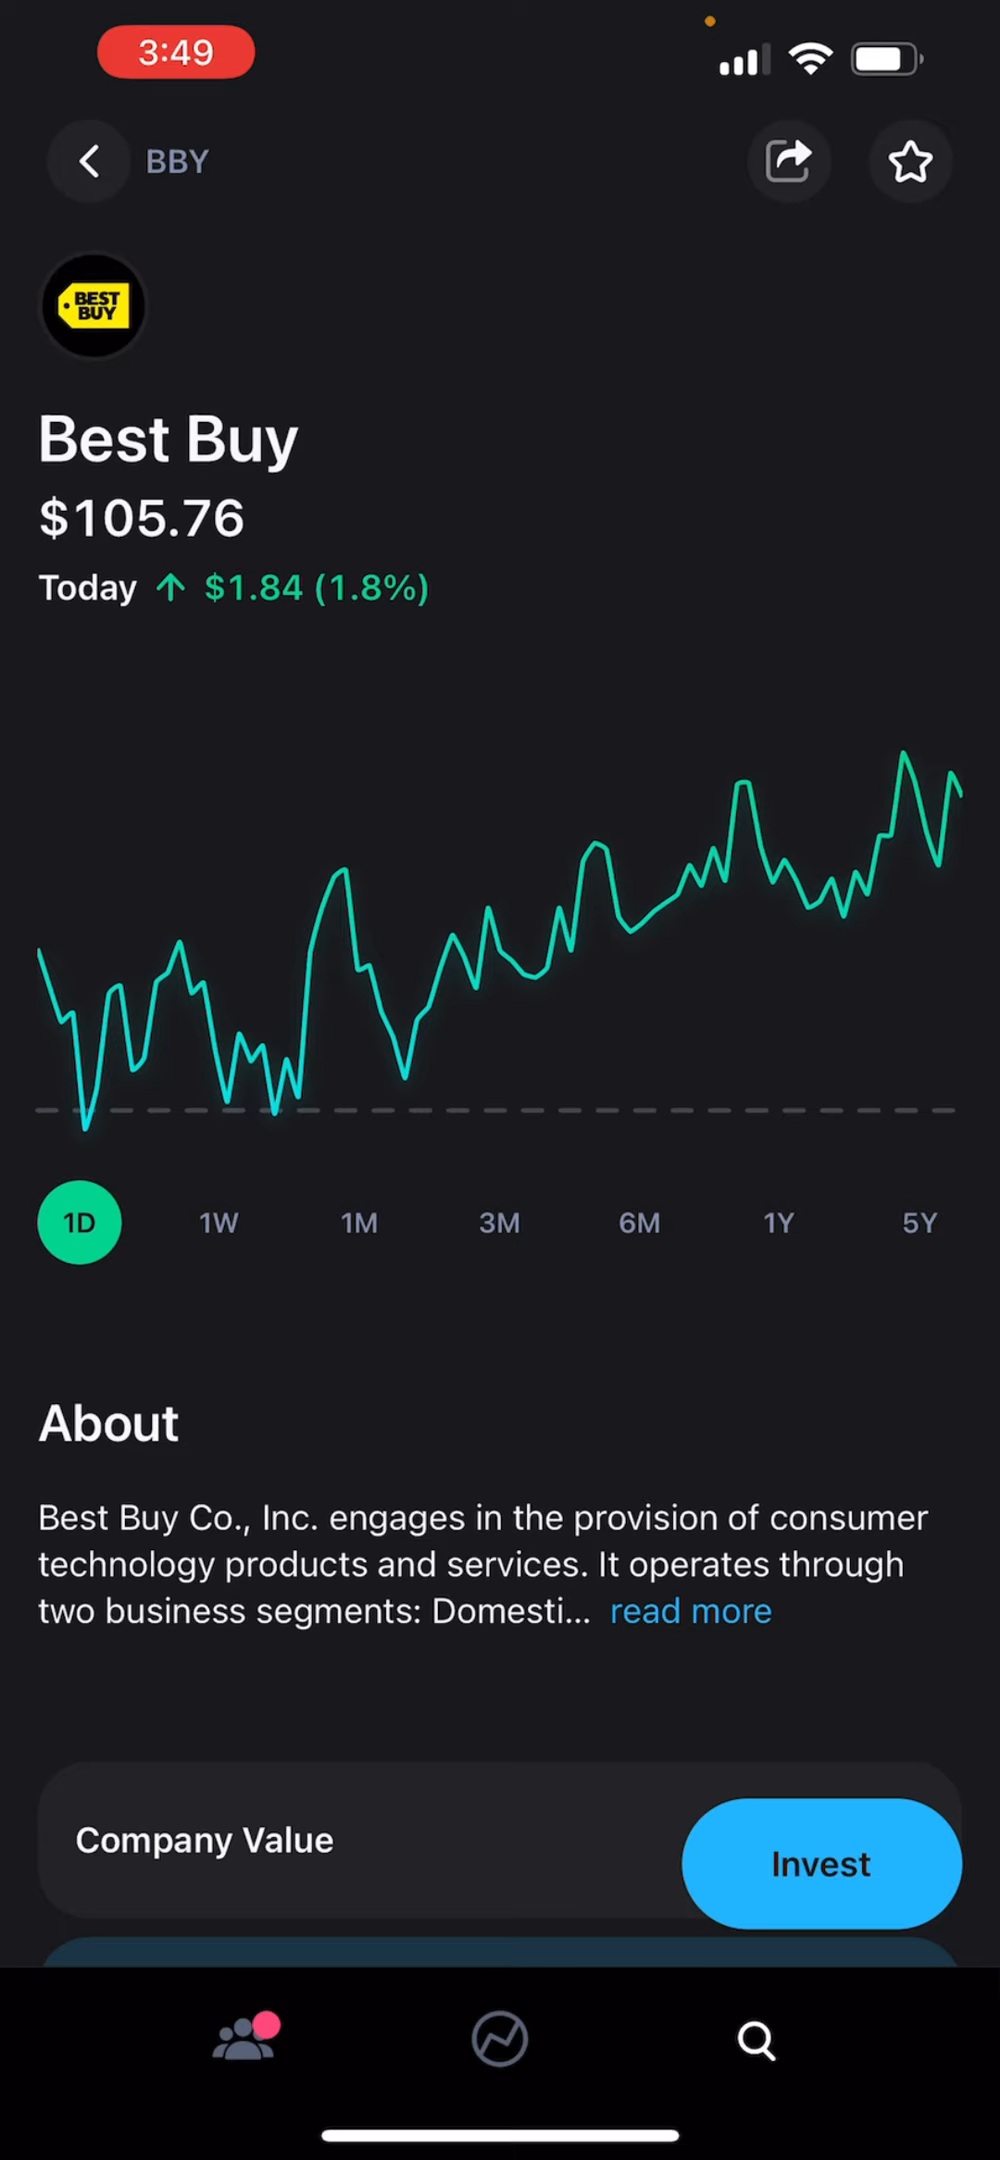 3:49
BBY
BEST
BUY
Best Buy
$105.76
Today ↑ $1.84 (1.8%)
1D 1W 1M 3M 6M 1Y 5Y
About
Best Buy Co., Inc. engages in the provision of consumer
technology products and services. It operates through
two business segments: Domesti... read more
Company Value
Invest